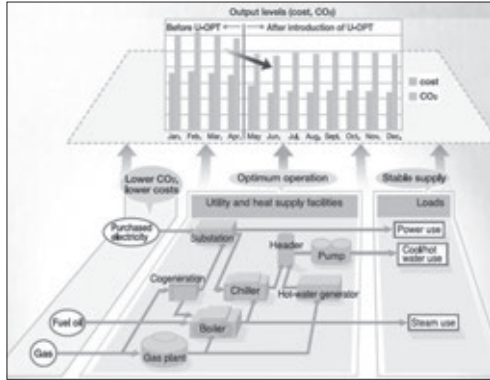 Output levels (cost, CO₂)
Before U-OPT
After introduction of U-OPT
cost
CO₂
Jan. Feb. Mar. Apr. May Jun. Jul. Aug. Sept. Oct. Nov. Dec.
Lower CO₂,
lower costs
Optimum operation
Stable supply
Utility and heat supply facilities
Loads
Purchased
electricity
Substation
Power use
Header
Pump
Cool/hot
water use
Cogeneration
Chiller
Hot-water generator
Fuel oil
Boiler
Steam use
Gas
Gas plant